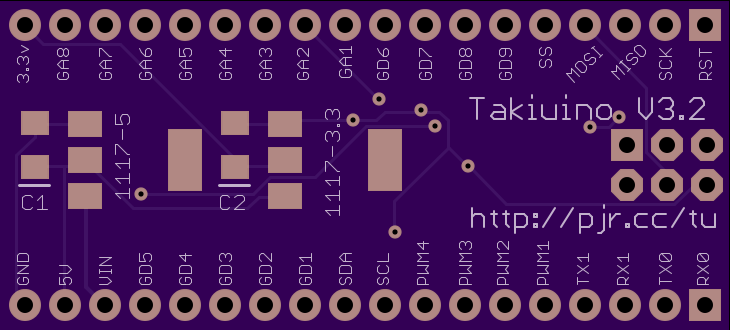 3.3v GA8 GA7 GA6 GA5 GA4 GA3 GA2 GA1 GD6 GD7 GD8 GD9 SS MOSI MISO SCK RST
Takiuino V3.2
1117-5
1117-3.3
C1
C2
http://pjr.cc/tu
GND 5V VIN GD5 GD4 GD3 GD2 GD1 SDA SCL PWM4 PWM3 PWM2 PWM1 TX1 RX1 TX0 RX0